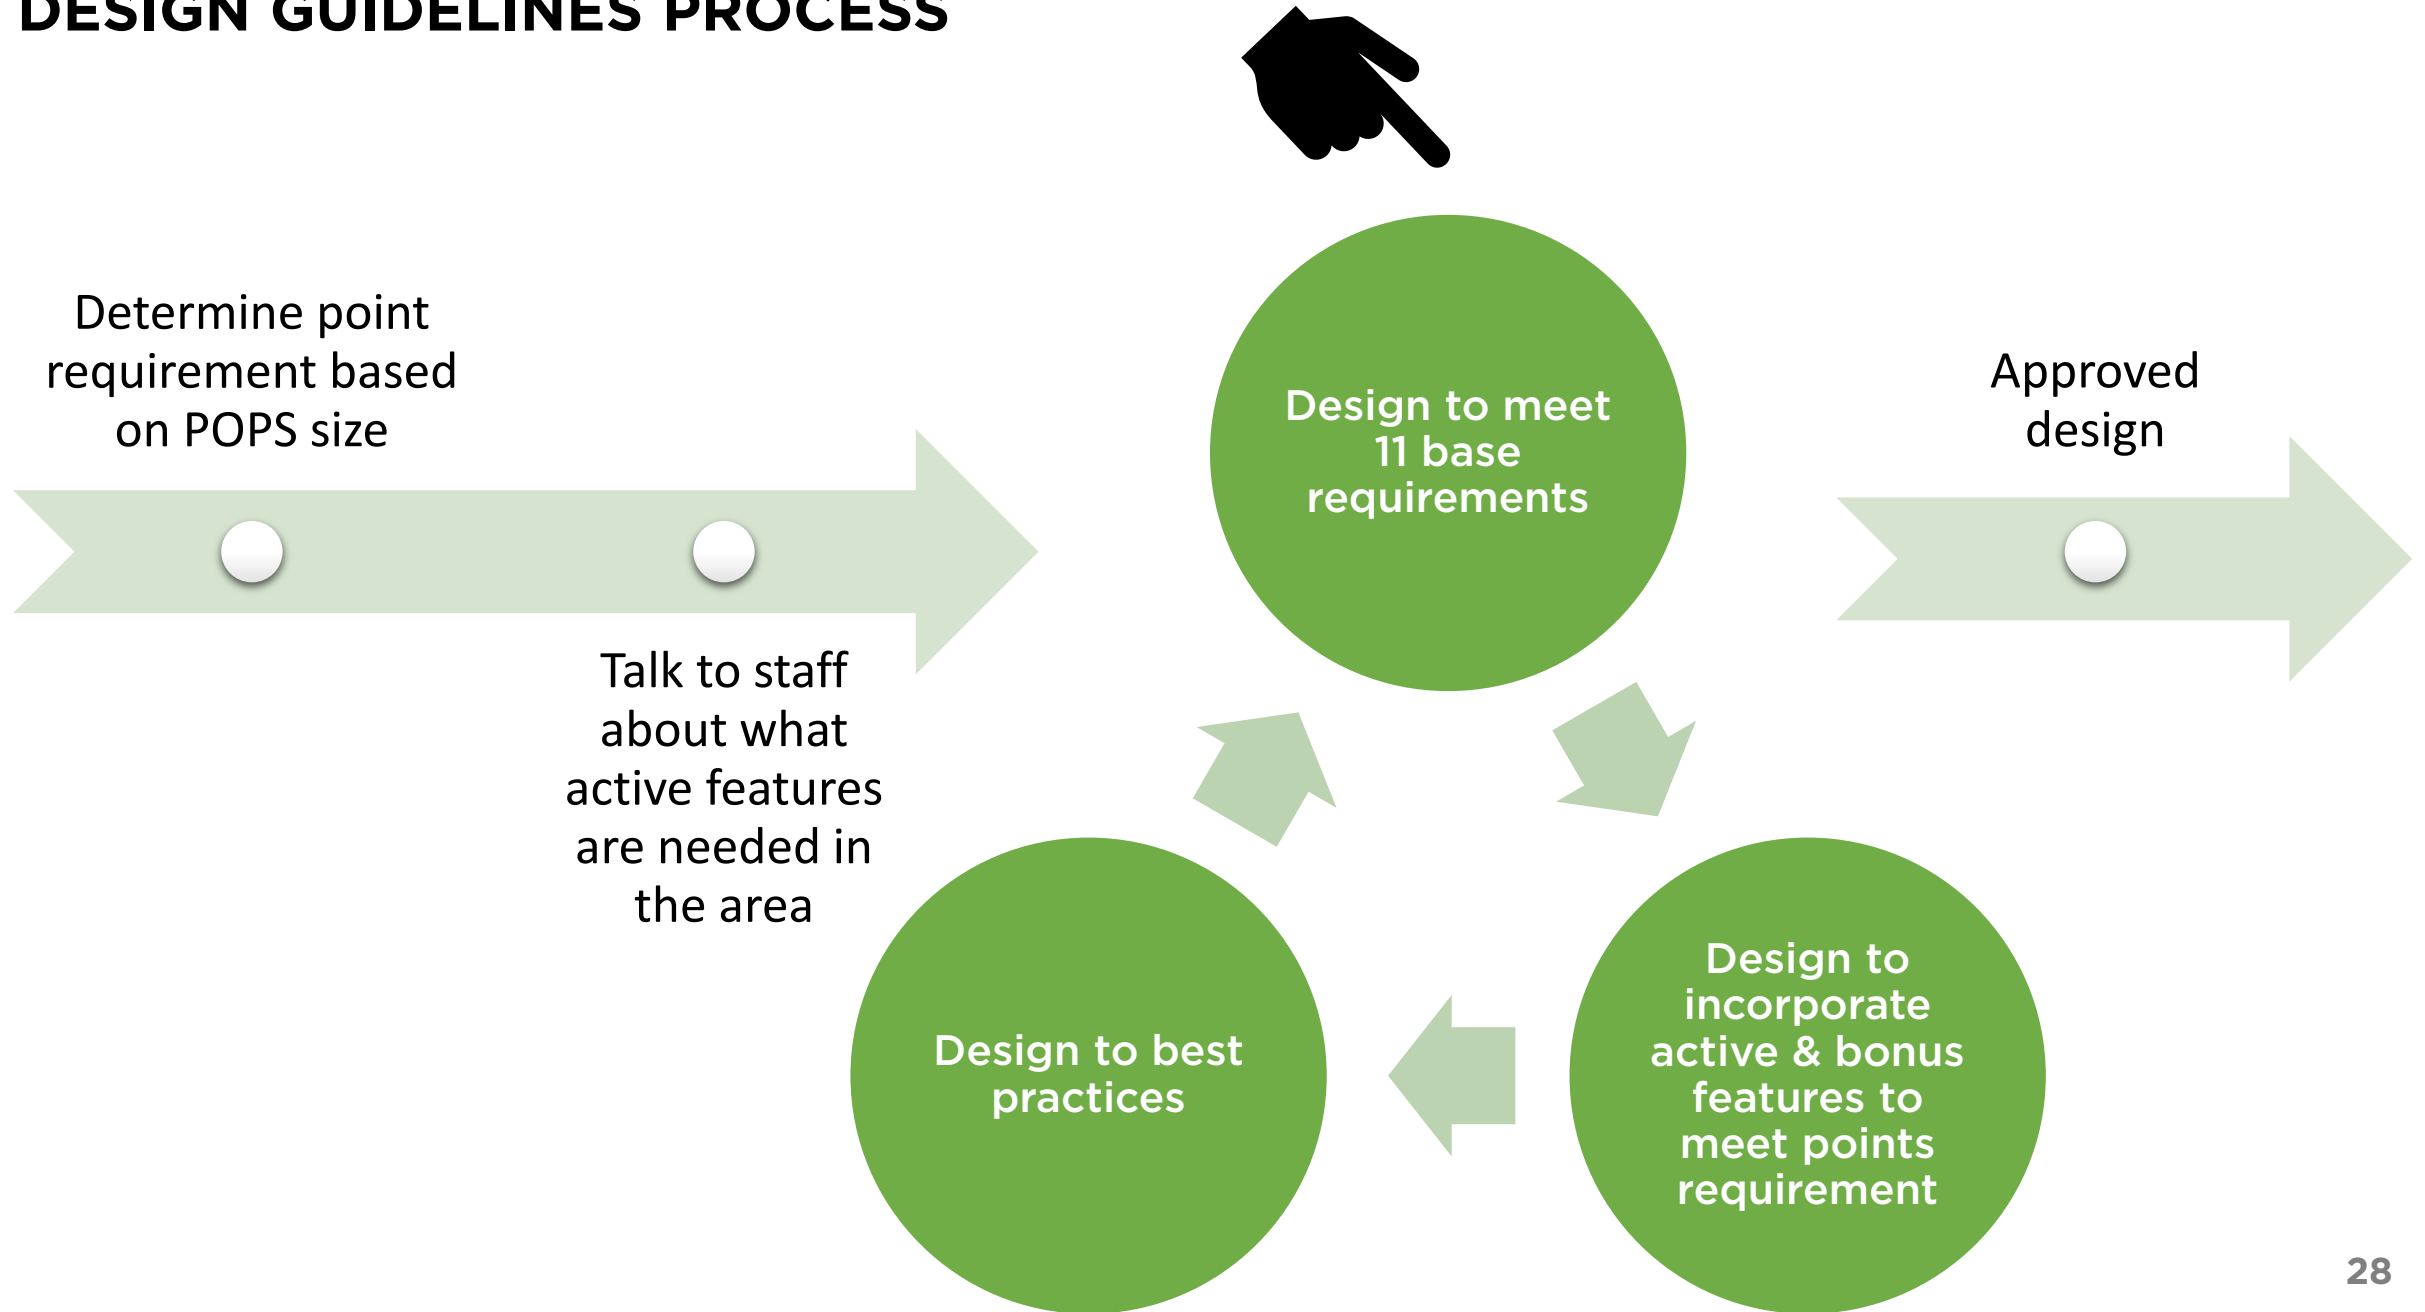 DESIGN GUIDELINES PROCESS
Determine point
requirement based
on POPS size
Talk to staff
about what
active features
are needed in
the area
Design to meet
11 base
requirements
Design to
incorporate
active & bonus
features to
meet points
requirement
Design to best
practices
Approved
design
28